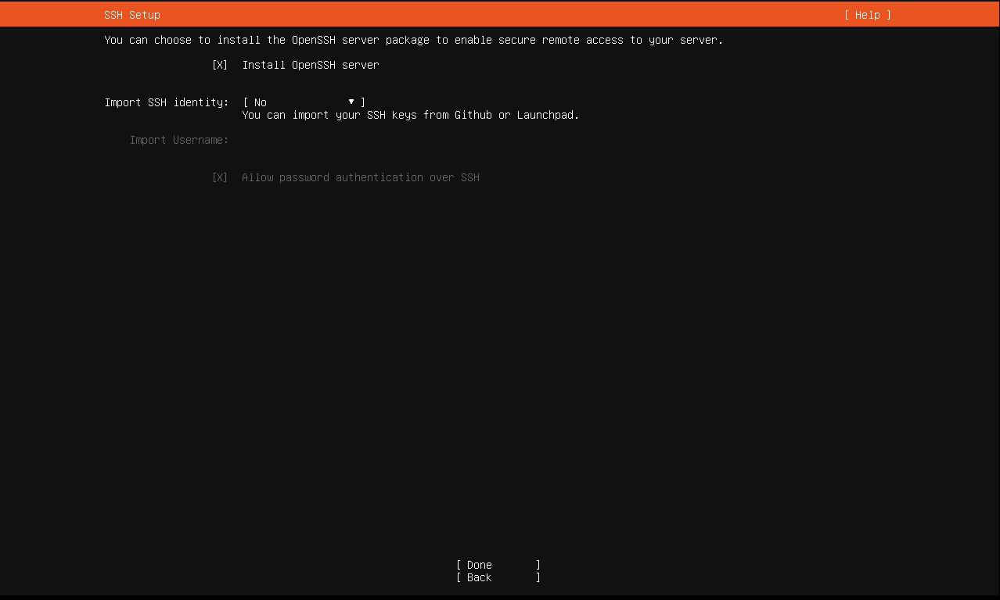 SSH Setup [ Help ]
You can choose to install the OpenSSH server package to enable secure remote access to your server.
[X] Install OpenSSH server
Import SSH identity: [ No ▼ ]
You can import your SSH keys from Github or Launchpad.
Import Username:
[X] Allow password authentication over SSH
[ Done ]
[ Back ]